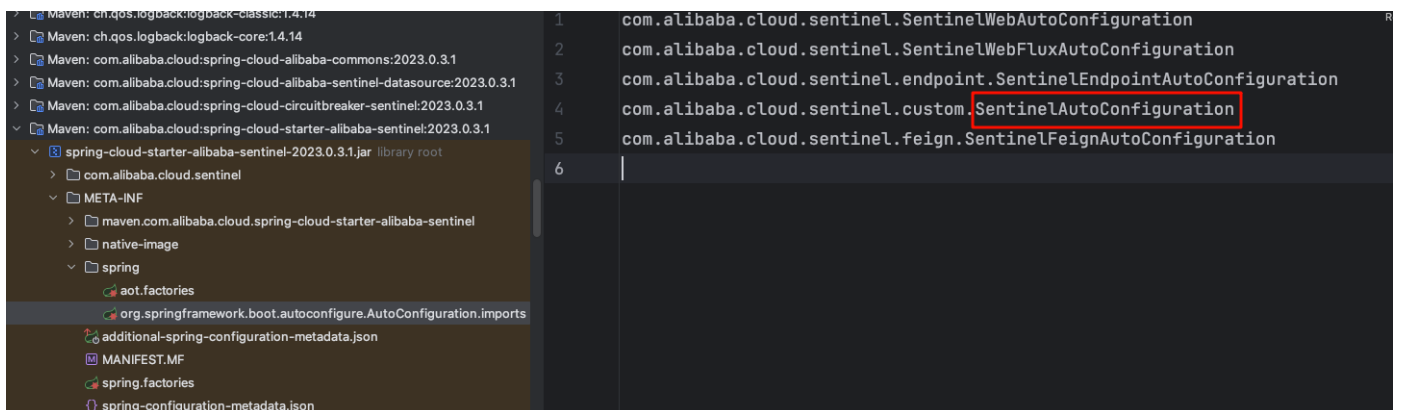 Maven: ch.qos.logback:logback-classic:1.4.14
Maven: ch.qos.logback:logback-core:1.4.14
Maven: com.alibaba.cloud:spring-cloud-alibaba-commons:2023.0.3.1
Maven: com.alibaba.cloud:spring-cloud-alibaba-sentinel-datasource:2023.0.3.1
Maven: com.alibaba.cloud:spring-cloud-circuitbreaker-sentinel:2023.0.3.1
Maven: com.alibaba.cloud:spring-cloud-starter-alibaba-sentinel:2023.0.3.1
spring-cloud-starter-alibaba-sentinel-2023.0.3.1.jar library root
com.alibaba.cloud.sentinel
META-INF
maven.com.alibaba.cloud.spring-cloud-starter-alibaba-sentinel
native-image
spring
aot.factories
org.springframework.boot.autoconfigure.AutoConfiguration.imports
additional-spring-configuration-metadata.json
MANIFEST.MF
spring.factories
spring-configuration-metadata.json
1 com.alibaba.cloud.sentinel.SentinelWebAutoConfiguration
2 com.alibaba.cloud.sentinel.SentinelWebFluxAutoConfiguration
3 com.alibaba.cloud.sentinel.endpoint.SentinelEndpointAutoConfiguration
4 com.alibaba.cloud.sentinel.custom.SentinelAutoConfiguration
5 com.alibaba.cloud.sentinel.feign.SentinelFeignAutoConfiguration
6
R